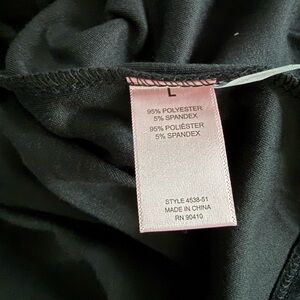 L
95% POLYESTER
5% SPANDEX
95% POLIÉSTER
5% SPANDEX
STYLE 4538-51
MADE IN CHINA
RN 90410